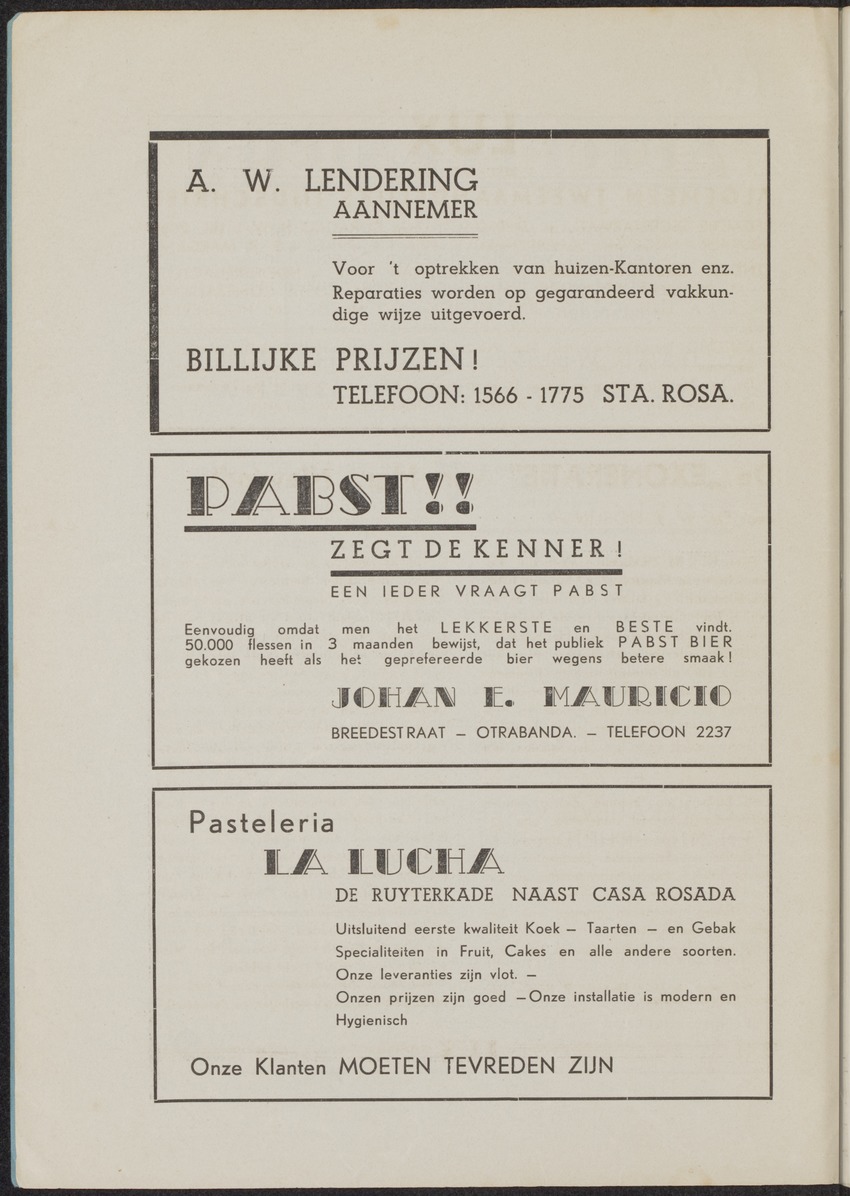 A. W. LENDERING
AANNEMER
Voor 't optrekken van huizen-Kantoren enz.
Reparaties worden op gegarandeerd vakkun-
dige wijze uitgevoerd.
BILLIJKE PRIJZEN!
TELEFOON: 1566 - 1775 STA. ROSA.
PABST!!
ZEGT DE KENNER!
EEN IEDER VRAAGT PABST
Eenvoudig omdat men het LEKKERSTE en BESTE vindt.
50.000 flessen in 3 maanden bewijst, dat het publiek PABST BIER
gekozen heeft als het geprefereerde bier wegens betere smaak!
JOHAN E. MAURICIO
BREEDESTRAAT — OTRABANDA. — TELEFOON 2237
Pasteleria
LA LUCHA
DE RUYTERKADE NAAST CASA ROSADA
Uitsluitend eerste kwaliteit Koek — Taarten — en Gebak
Specialiteiten in Fruit, Cakes en alle andere soorten.
Onze leveranties zijn vlot. —
Onzen prijzen zijn goed —Onze installatie is modern en
Hygienisch
Onze Klanten MOETEN TEVREDEN ZIJN